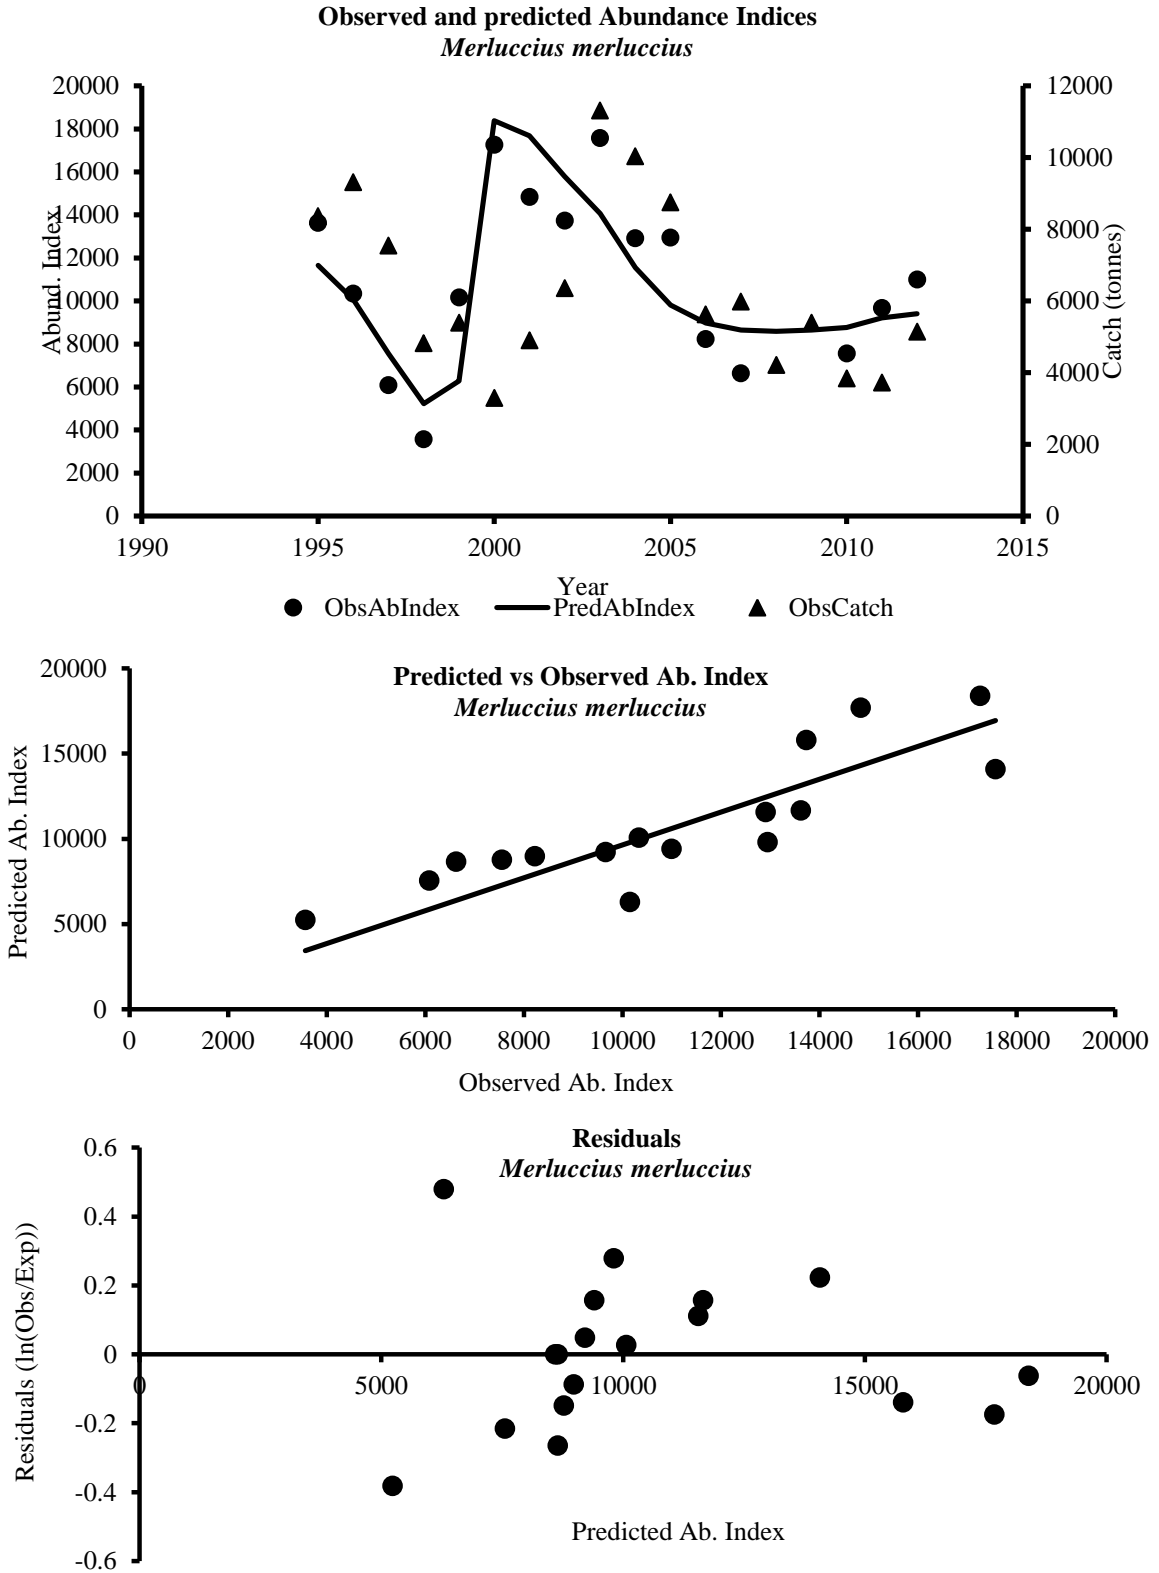 Observed and predicted Abundance Indices
Merluccius merluccius
20000
18000
16000
14000
12000
10000
8000
6000
4000
2000
0
Abund. Index
12000
10000
8000
6000
4000
2000
0
Catch (tonnes)
1990 1995 2000 2005 2010 2015
Year
ObsAbIndex PredAbIndex ObsCatch
Predicted vs Observed Ab. Index
Merluccius merluccius
20000
15000
10000
5000
0
Predicted Ab. Index
0 2000 4000 6000 8000 10000 12000 14000 16000 18000 20000
Observed Ab. Index
Residuals
Merluccius merluccius
0.6
0.4
0.2
0
-0.2
-0.4
-0.6
Residuals (ln(Obs/Exp))
0 5000 10000 15000 20000
Predicted Ab. Index